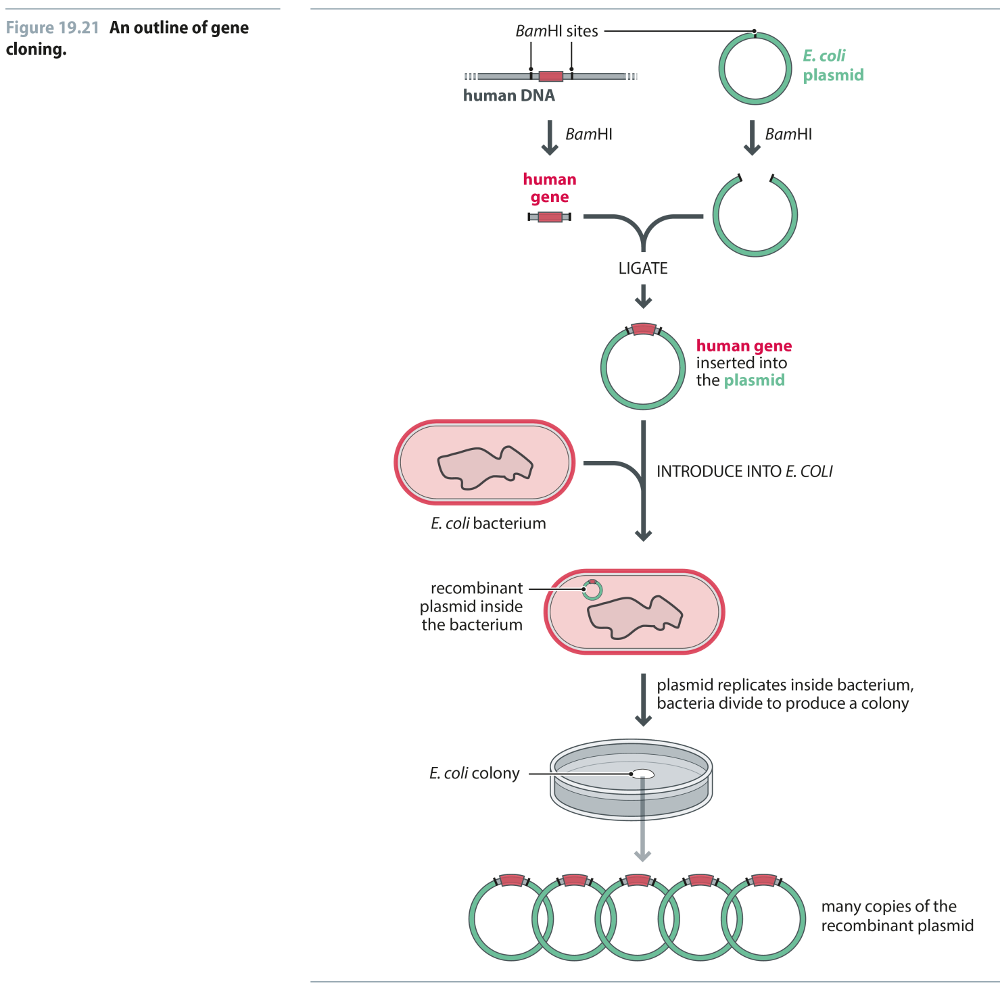 Figure 19.21 An outline of gene
cloning.
BamHI sites
E. coli
plasmid
human DNA
BamHI
BamHI
human
gene
LIGATE
human gene
inserted into
the plasmid
INTRODUCE INTO E. COLI
E. coli bacterium
recombinant
plasmid inside
the bacterium
plasmid replicates inside bacterium,
bacteria divide to produce a colony
E. coli colony
many copies of the
recombinant plasmid